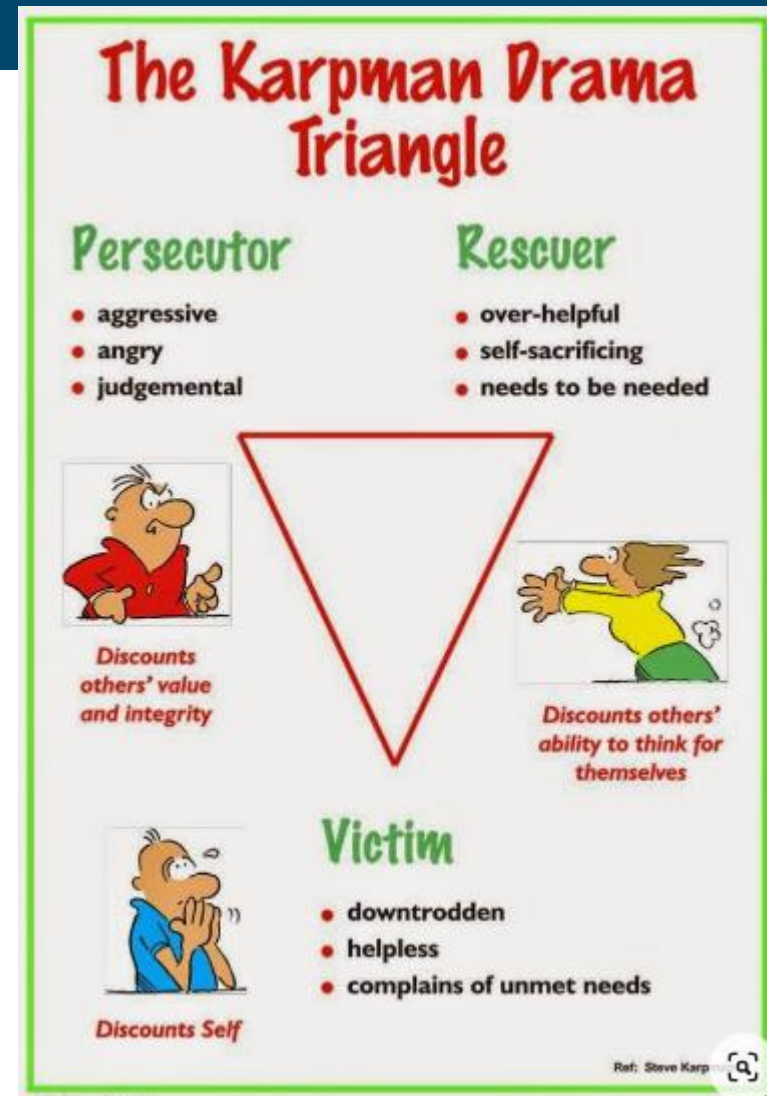 The Karpman Drama
Triangle
Persecutor
• aggressive
• angry
• judgemental
Rescuer
• over-helpful
• self-sacrificing
• needs to be needed
Discounts
others' value
and integrity
Discounts others'
ability to think for
themselves
Victim
• downtrodden
• helpless
• complains of unmet needs
Discounts Self
Ref: Steve